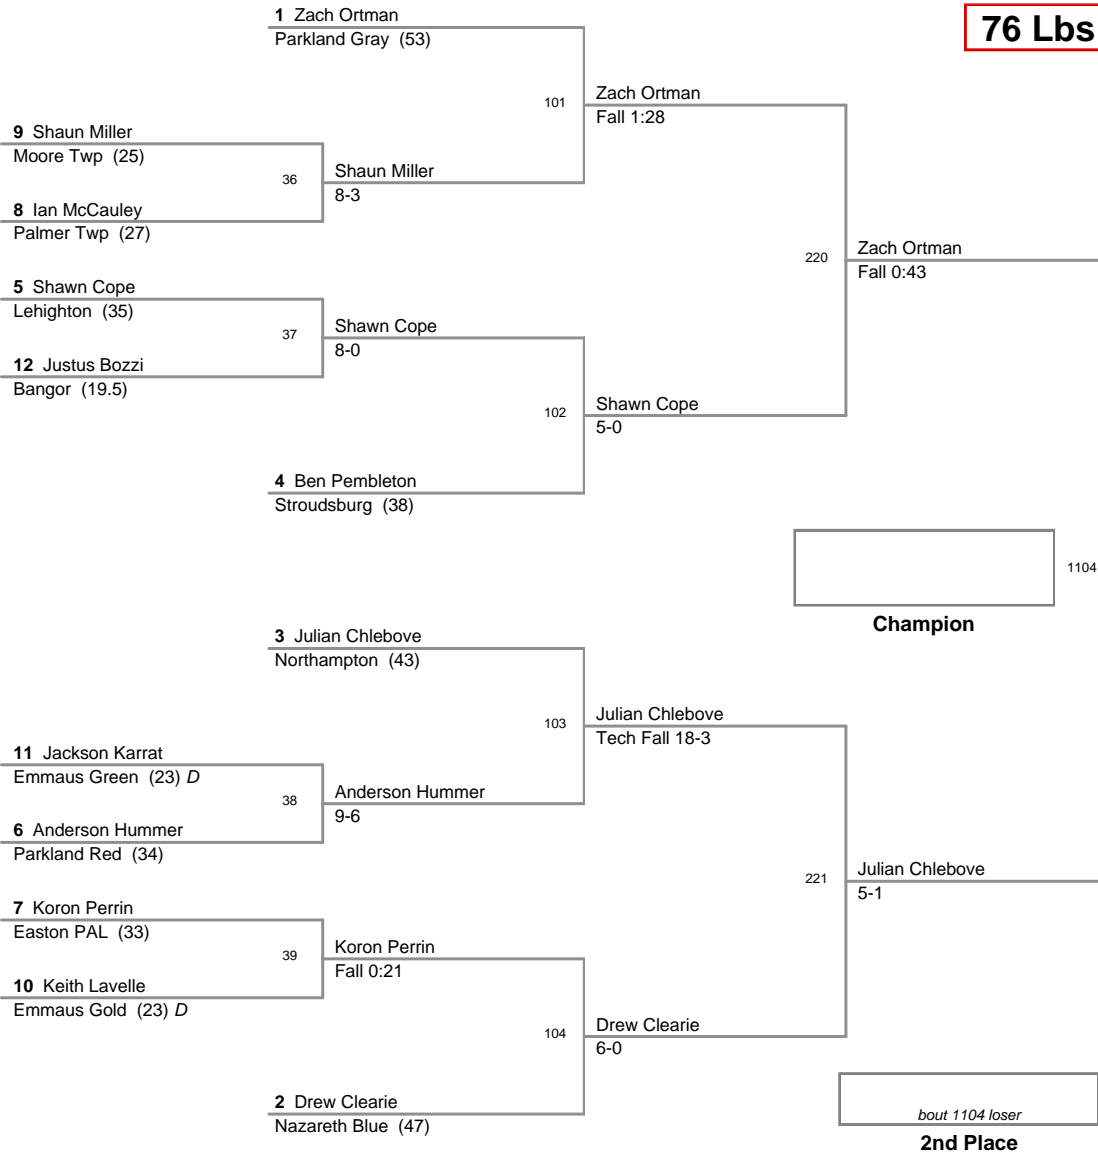 1 Zach Ortman
Parkland Gray (53)
76 Lbs
101
Zach Ortman
Fall 1:28
9 Shaun Miller
Moore Twp (25)
36
Shaun Miller
8-3
8 Ian McCauley
Palmer Twp (27)
220
Zach Ortman
Fall 0:43
5 Shawn Cope
Lehighton (35)
37
Shawn Cope
8-0
12 Justus Bozzi
Bangor (19.5)
102
Shawn Cope
5-0
4 Ben Pembleton
Stroudsburg (38)
1104
Champion
3 Julian Chlebove
Northampton (43)
103
Julian Chlebove
Tech Fall 18-3
11 Jackson Karrat
Emmaus Green (23) D
38
Anderson Hummer
9-6
6 Anderson Hummer
Parkland Red (34)
221
Julian Chlebove
5-1
7 Koron Perrin
Easton PAL (33)
39
Koron Perrin
Fall 0:21
10 Keith Lavelle
Emmaus Gold (23) D
104
Drew Clearie
6-0
2 Drew Clearie
Nazareth Blue (47)
bout 1104 loser
2nd Place